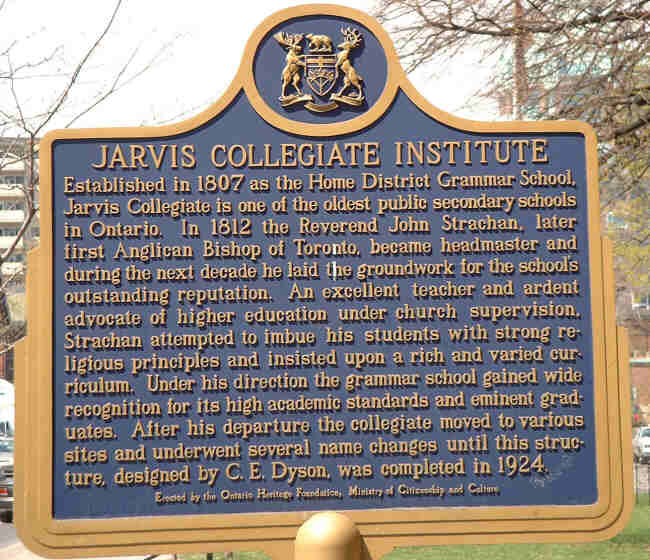 JARVIS COLLEGIATE INSTITUTE
Established in 1807 as the Home District Grammar School,
Jarvis Collegiate is one of the oldest public secondary schools
in Ontario. In 1812 the Reverend John Strachan, later
first Anglican Bishop of Toronto, became headmaster and
during the next decade he laid the groundwork for the school's
outstanding reputation. An excellent teacher and ardent
advocate of higher education under church supervision,
Strachan attempted to imbue his students with strong re-
ligious principles and insisted upon a rich and varied cur-
riculum. Under his direction the grammar school gained wide
recognition for its high academic standards and eminent grad-
uates. After his departure the collegiate moved to various
sites and underwent several name changes until this struc-
ture, designed by C. E. Dyson, was completed in 1924.
Erected by the Ontario Heritage Foundation, Ministry of Citizenship and Culture